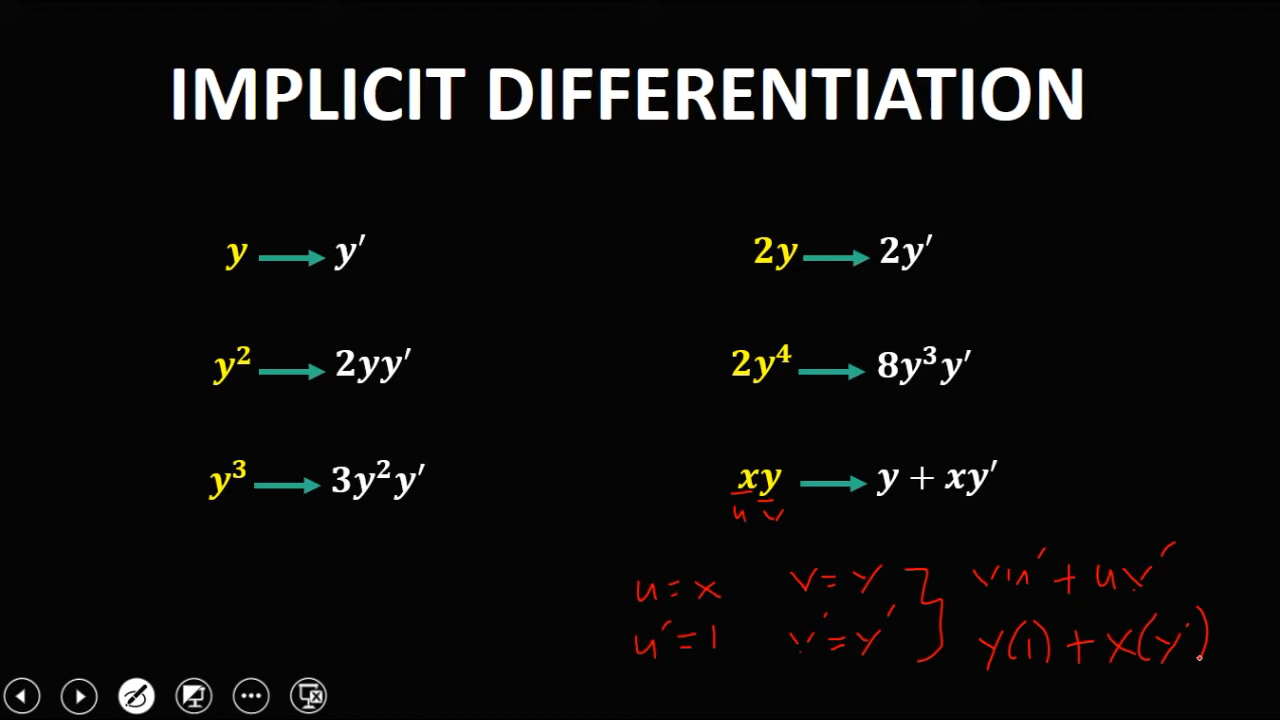 IMPLICIT DIFFERENTIATION
y → y′
2y → 2y′
y² → 2yy′
2y⁴ → 8y³y′
y³ → 3y²y′
xy → y + xy′
u v
u = x v = y } vu′ + uv′
u′ = 1 v′ = y′ y(1) + x(y′)